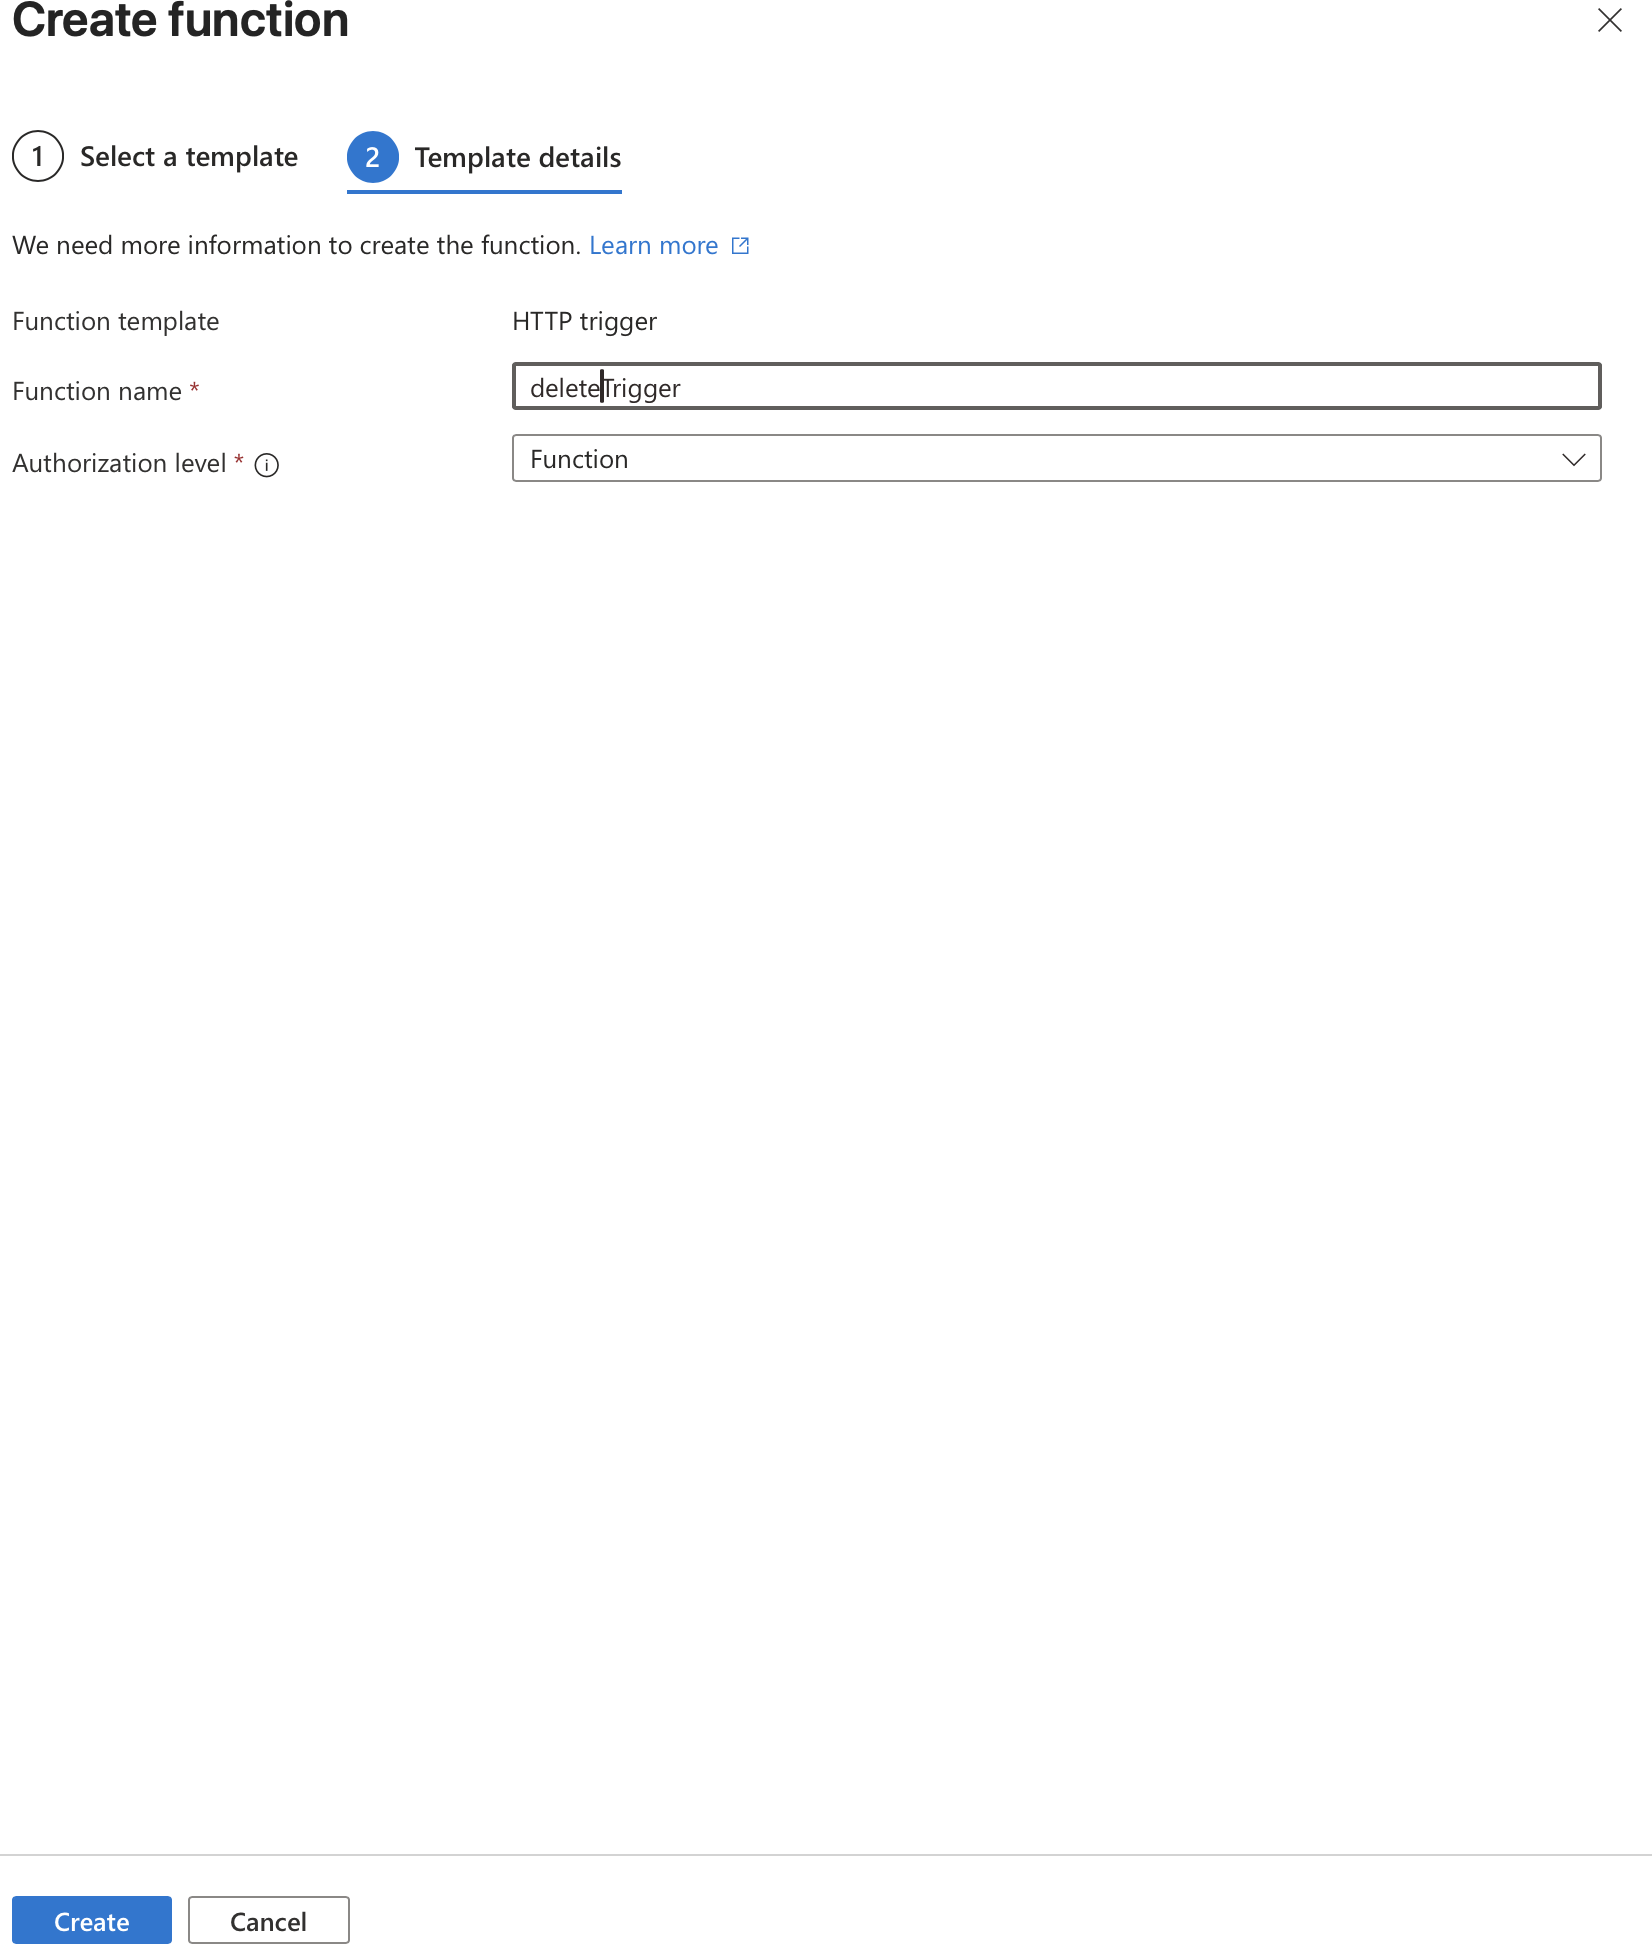 Create function
1 Select a template 2 Template details
We need more information to create the function. Learn more
Function template HTTP trigger
Function name * deleteTrigger
Authorization level * Function
Create Cancel